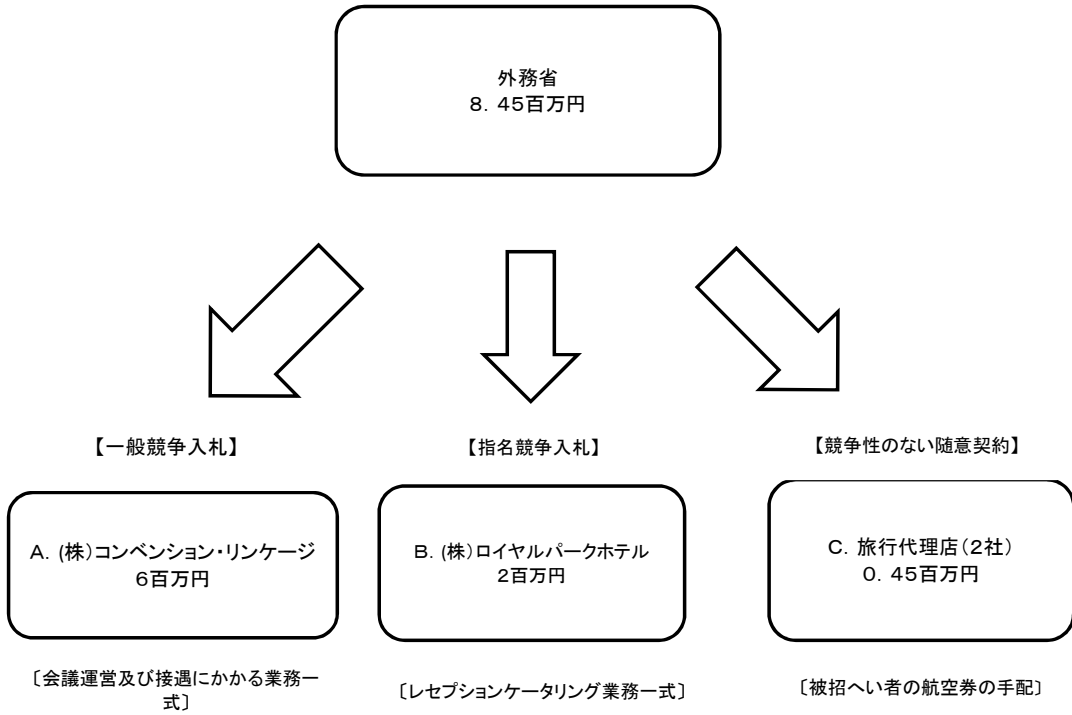 外務省
８．４５百万円
【一般競争入札】
【指名競争入札】
【競争性のない随意契約】
A．(株)コンベンション・リンケージ
６百万円
B．(株)ロイヤルパークホテル
２百万円
C．旅行代理店（２社）
０．４５百万円
〔会議運営及び接遇にかかる業務一
式〕
〔レセプションケータリング業務一式〕
〔被招へい者の航空券の手配〕